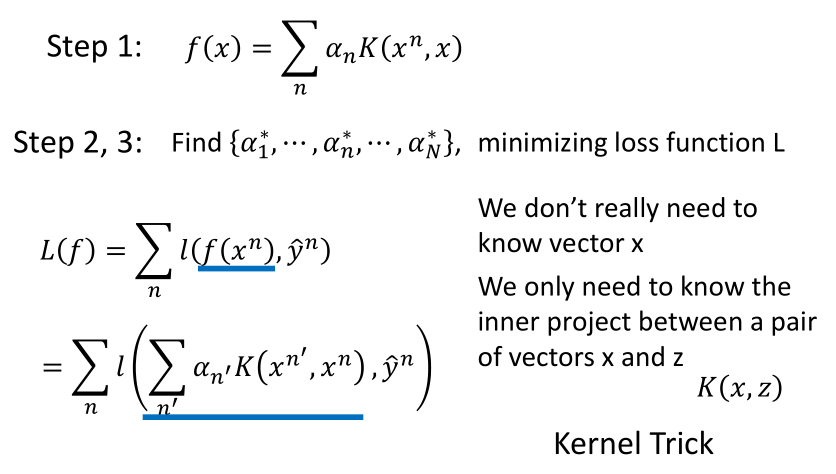 Step 1: f(x) = ∑_n α_n K(x^n, x)
Step 2, 3: Find {α_1^*, ⋯, α_n^*, ⋯, α_N^*}, minimizing loss function L
L(f) = ∑_n l(f(x^n), ŷ^n)
= ∑_n l(∑_{n'} α_{n'} K(x^{n'}, x^n), ŷ^n)
We don’t really need to
know vector x
We only need to know the
inner project between a pair
of vectors x and z
K(x, z)
Kernel Trick